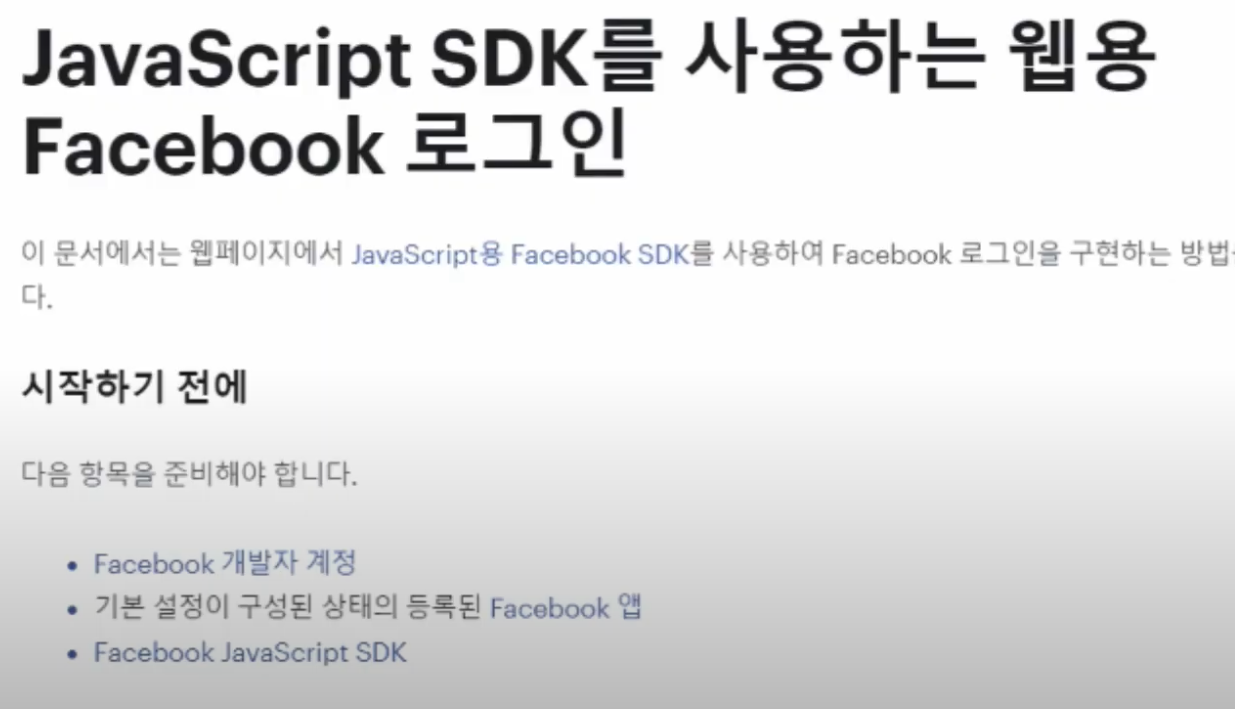 JavaScript SDK를 사용하는 웹용
Facebook 로그인
이 문서에서는 웹페이지에서 JavaScript용 Facebook SDK를 사용하여 Facebook 로그인을 구현하는 방법
다.
시작하기 전에
다음 항목을 준비해야 합니다.
• Facebook 개발자 계정
• 기본 설정이 구성된 상태의 등록된 Facebook 앱
• Facebook JavaScript SDK